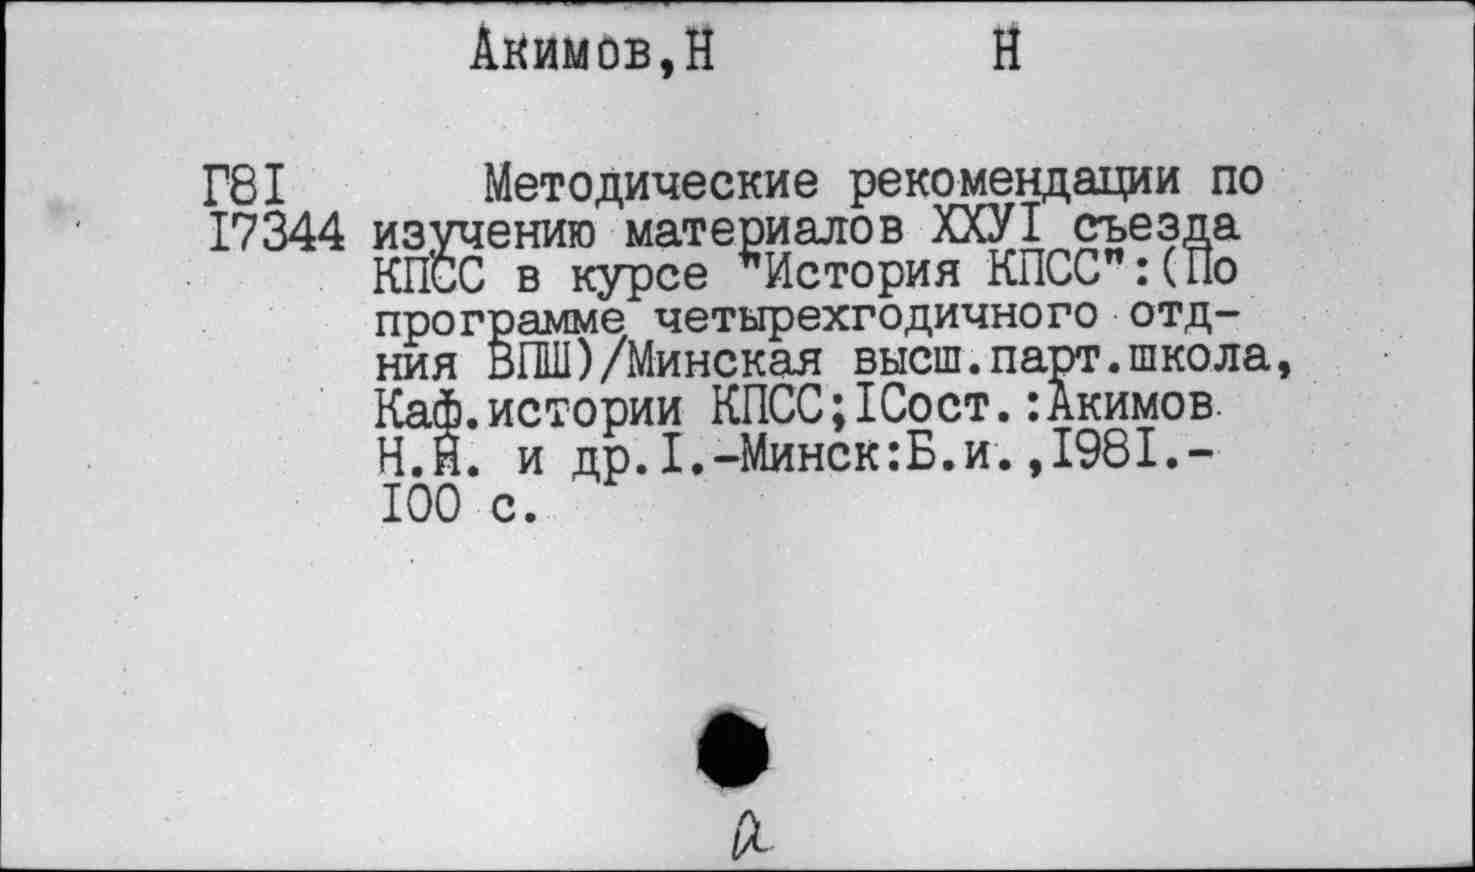 Акимов,Н Н
Г81 Методические рекомендации по
I7344 изучению материалов ХХУI съезда
КПСС в курсе "История КПСС":(По
программе четырехгодичного отд-
ния ВПШ)/Минская высш.парт.школа,
Каф.истории КПСС;IСост.:Акимов
Н.Н. и др.I.-Минск:Б.и.,I98I.-
I00 с.